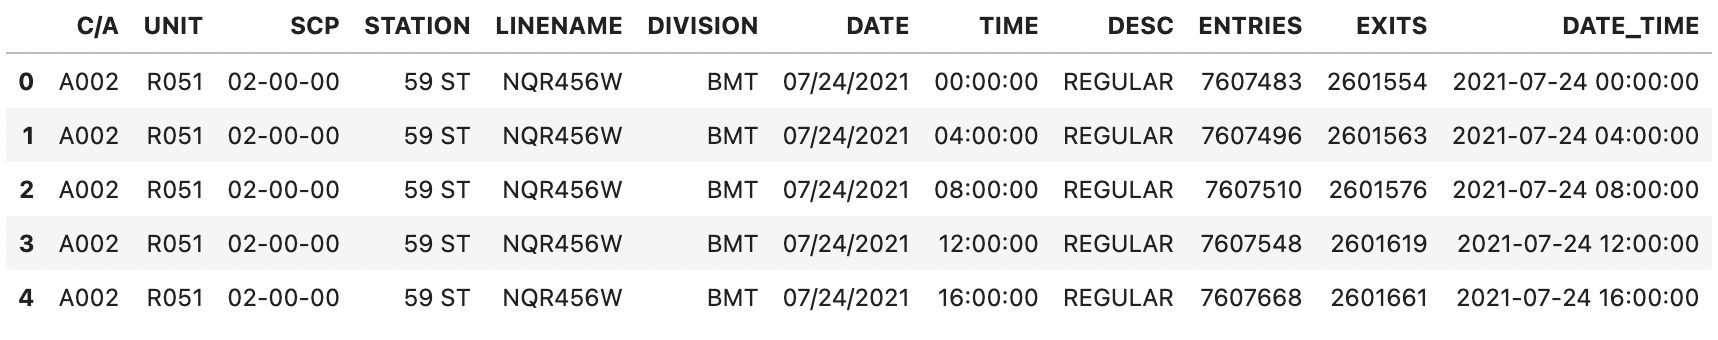 C/A UNIT SCP STATION LINENAME DIVISION DATE TIME DESC ENTRIES EXITS DATE_TIME
0 A002 R051 02-00-00 59 ST NQR456W BMT 07/24/2021 00:00:00 REGULAR 7607483 2601554 2021-07-24 00:00:00
1 A002 R051 02-00-00 59 ST NQR456W BMT 07/24/2021 04:00:00 REGULAR 7607496 2601563 2021-07-24 04:00:00
2 A002 R051 02-00-00 59 ST NQR456W BMT 07/24/2021 08:00:00 REGULAR 7607510 2601576 2021-07-24 08:00:00
3 A002 R051 02-00-00 59 ST NQR456W BMT 07/24/2021 12:00:00 REGULAR 7607548 2601619 2021-07-24 12:00:00
4 A002 R051 02-00-00 59 ST NQR456W BMT 07/24/2021 16:00:00 REGULAR 7607668 2601661 2021-07-24 16:00:00